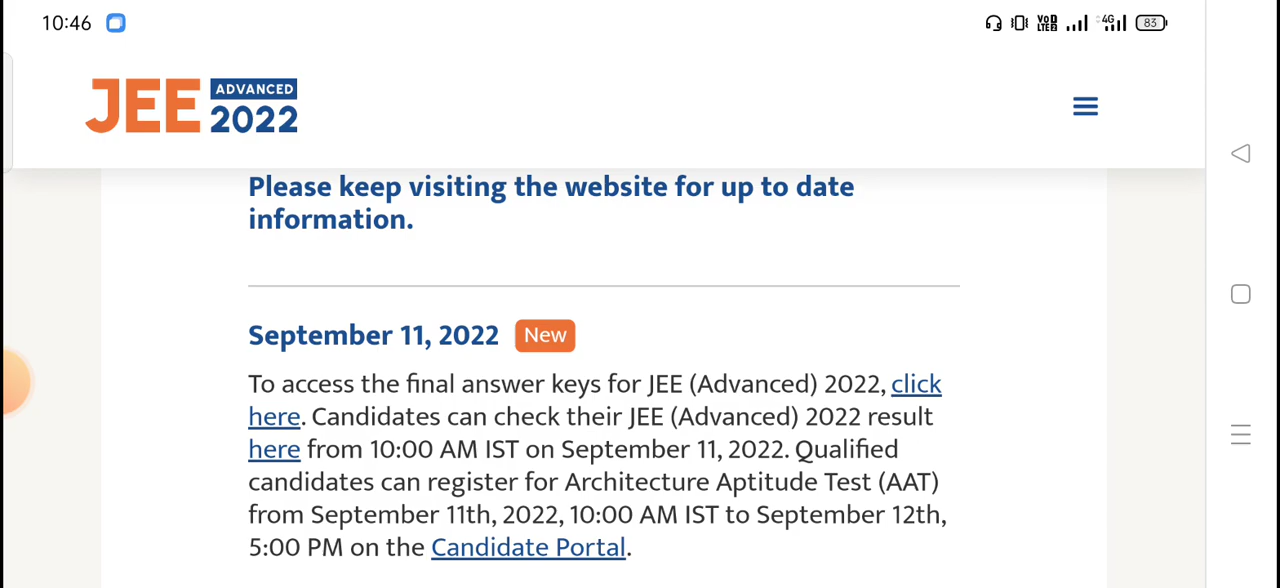 10:46
VoD LTE2 4G 83
JEE ADVANCED 2022
Please keep visiting the website for up to date
information.
September 11, 2022 New
To access the final answer keys for JEE (Advanced) 2022, click
here. Candidates can check their JEE (Advanced) 2022 result
here from 10:00 AM IST on September 11, 2022. Qualified
candidates can register for Architecture Aptitude Test (AAT)
from September 11th, 2022, 10:00 AM IST to September 12th,
5:00 PM on the Candidate Portal.